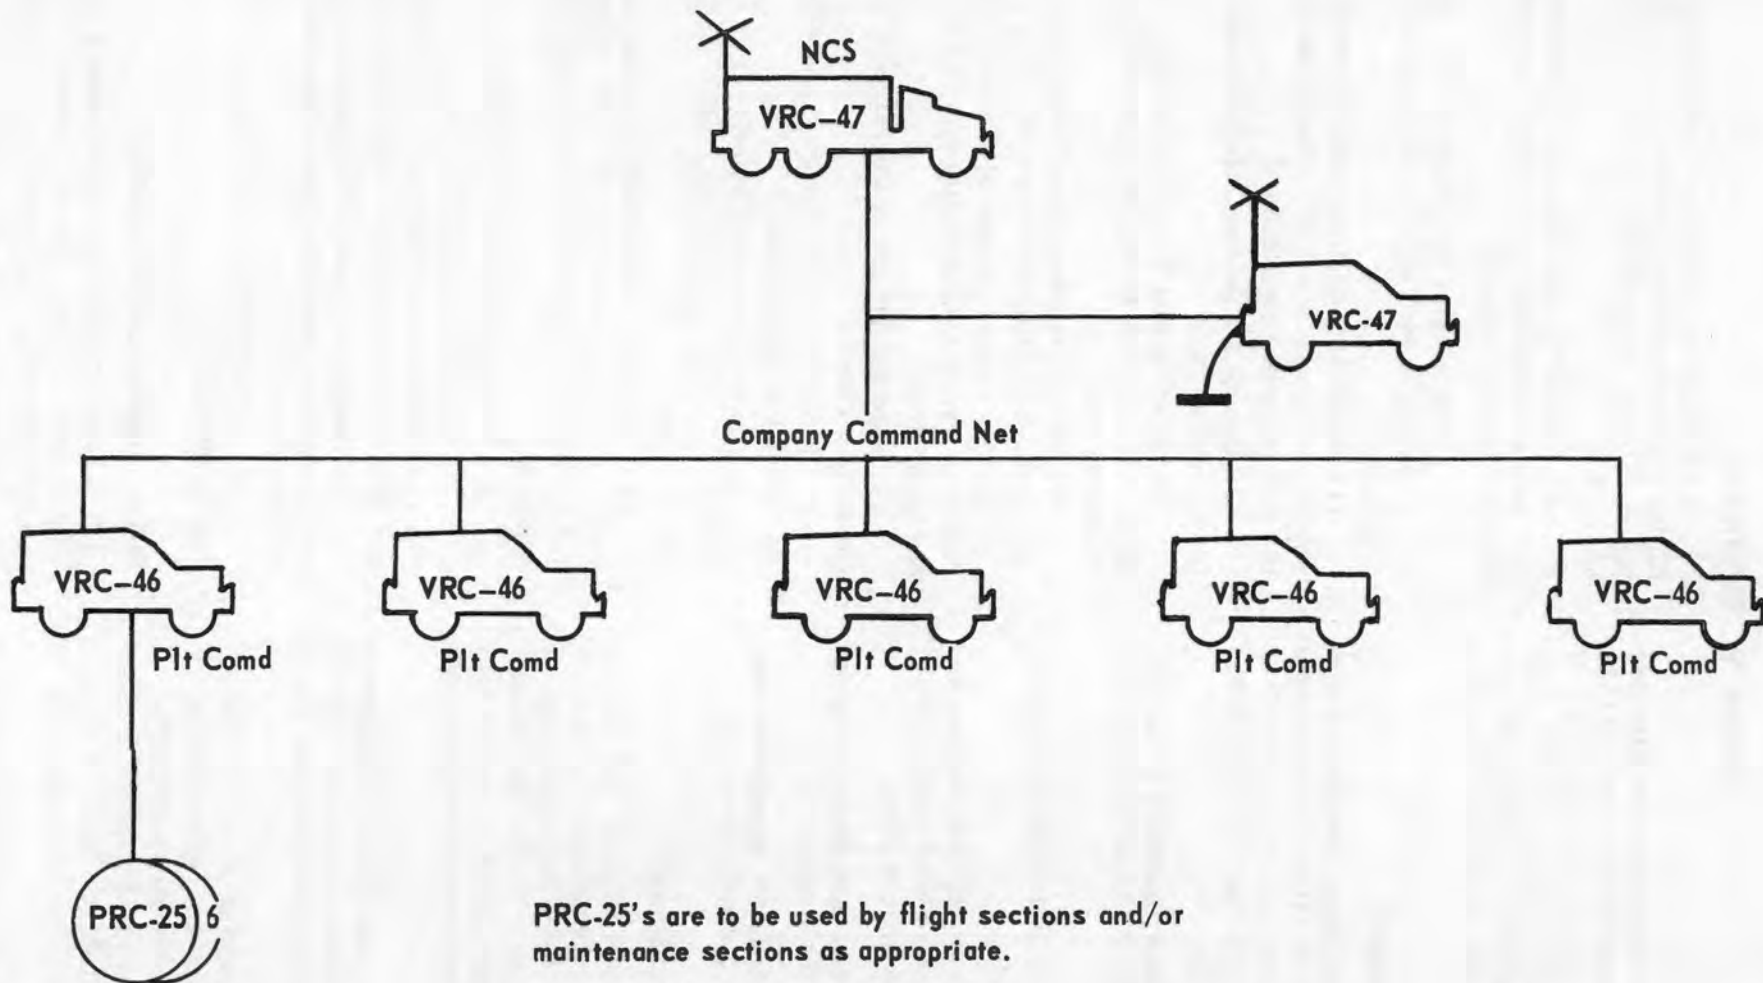 NCS
VRC-47
VRC-47
Company Command Net
VRC-46
VRC-46
VRC-46
VRC-46
VRC-46
Plt Comd
Plt Comd
Plt Comd
Plt Comd
Plt Comd
PRC-25 6
PRC-25's are to be used by flight sections and/or
maintenance sections as appropriate.